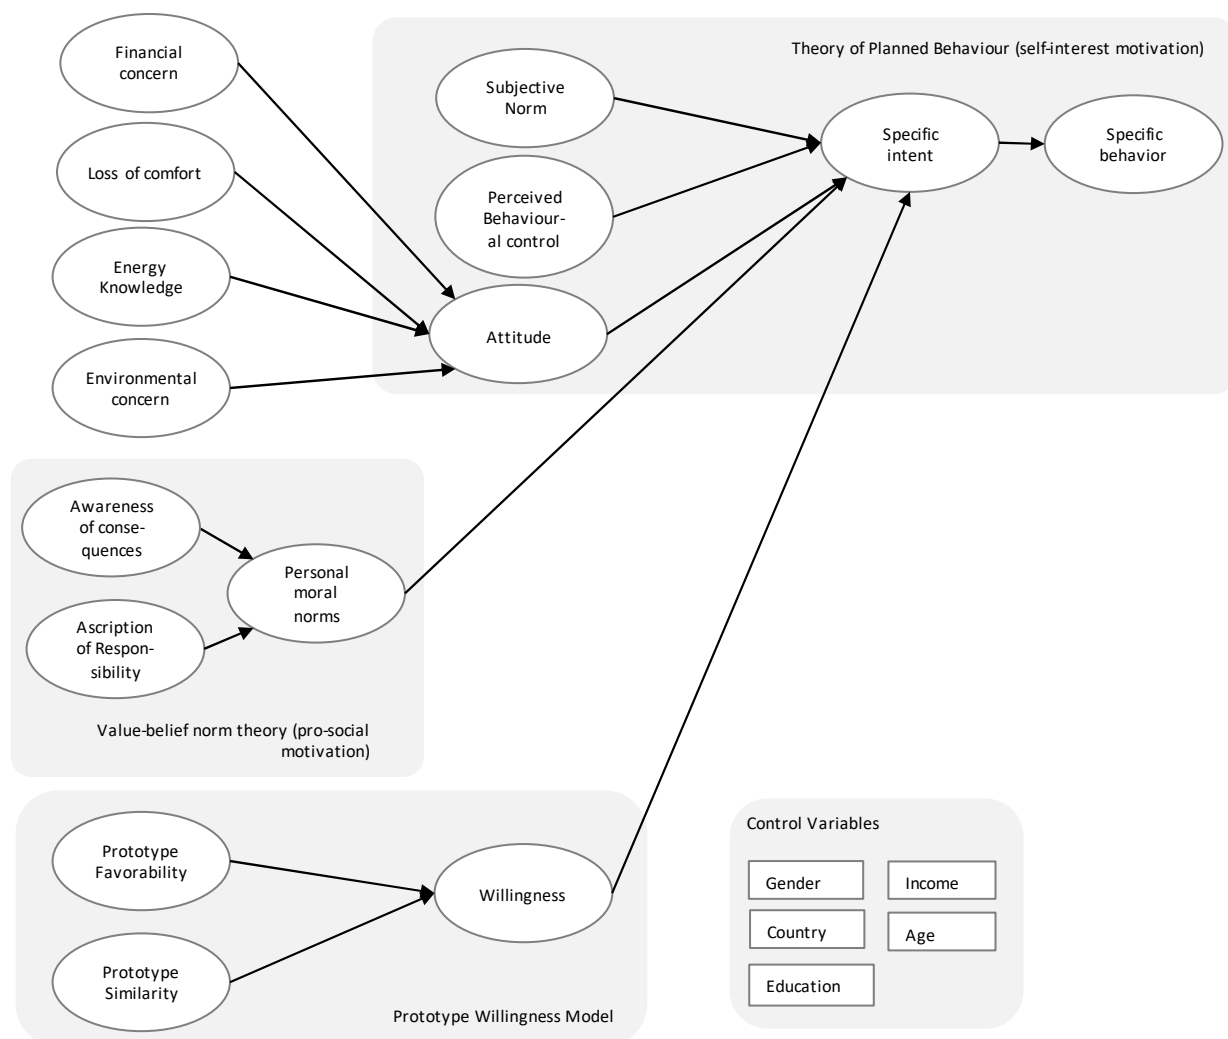 Financial
concern
Theory of Planned Behaviour (self-interest motivation)
Subjective
Norm
Specific
intent
Specific
behavior
Loss of comfort
Perceived
Behaviour-
al control
Energy
Knowledge
Attitude
Environmental
concern
Awareness
of conse-
quences
Personal
moral
norms
Ascription
of Respon-
sibility
Value-belief norm theory (pro-social
motivation)
Prototype
Favorability
Willingness
Prototype
Similarity
Prototype Willingness Model
Control Variables
Gender
Income
Country
Age
Education